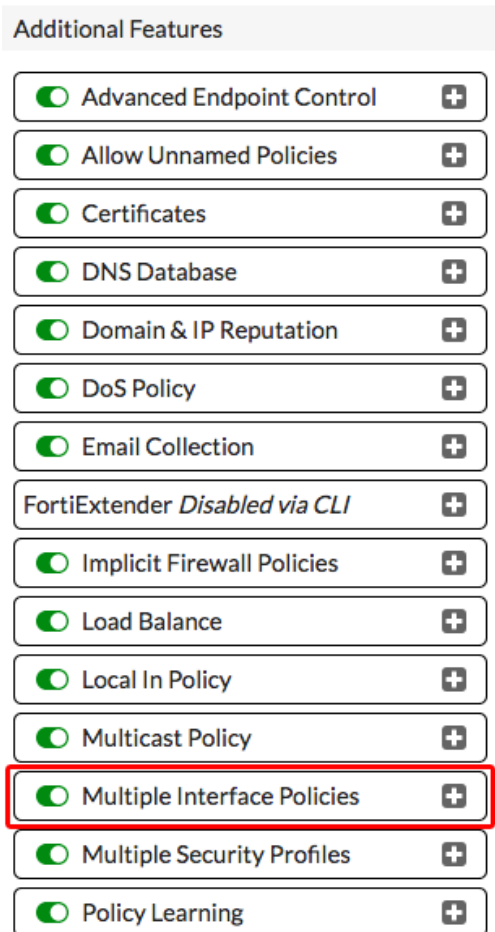 Additional Features
Advanced Endpoint Control
Allow Unnamed Policies
Certificates
DNS Database
Domain & IP Reputation
DoS Policy
Email Collection
FortiExtender Disabled via CLI
Implicit Firewall Policies
Load Balance
Local In Policy
Multicast Policy
Multiple Interface Policies
Multiple Security Profiles
Policy Learning